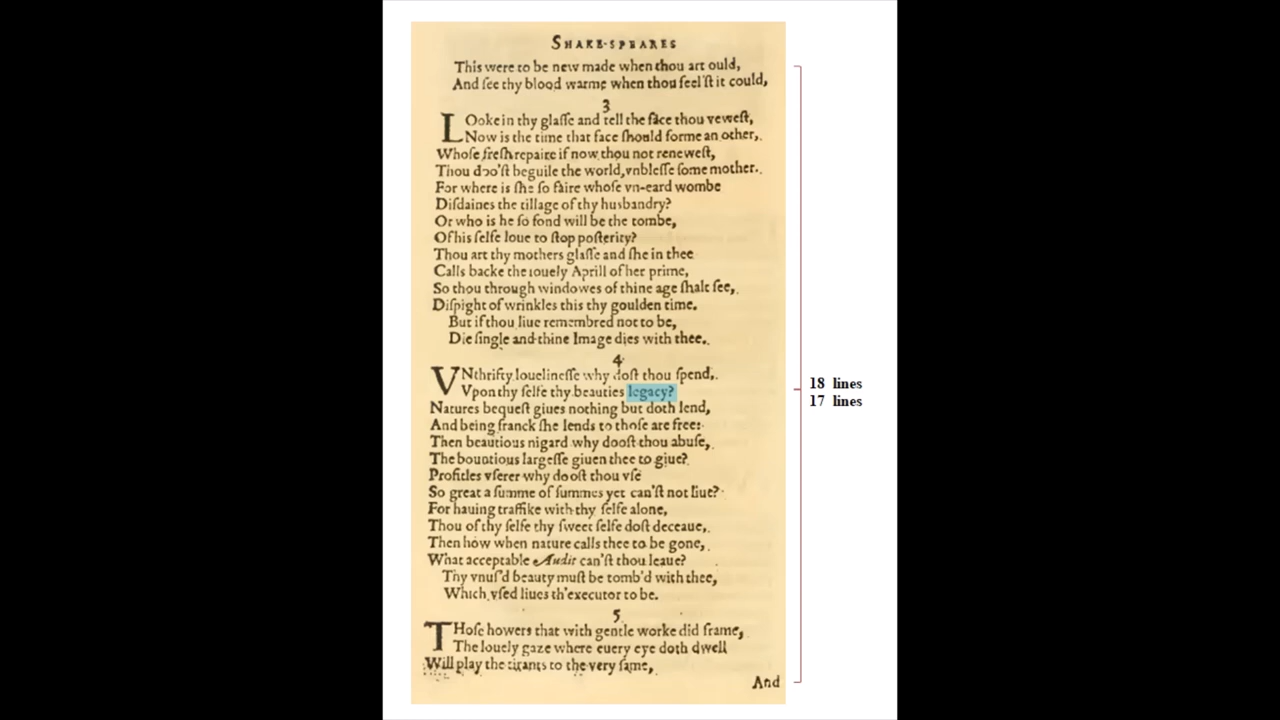 SHAKE-SPEARES
This were to be new made when thou art ould,
And ſee thy blood warme when thou feel'ſt it could,
3
LOoke in thy glaſſe and tell the face thou veweſt,
Now is the time that face ſhould forme an other,
Whoſe freſh repaire if now thou not reneweſt,
Thou doo'ſt beguile the world, vnbleſſe ſome mother.
For where is ſhe ſo faire whoſe vn-eard wombe
Diſdaines the tillage of thy husbandry?
Or who is he ſo fond will be the tombe,
Of his ſelfe loue to ſtop poſterity?
Thou art thy mothers glaſſe and ſhe in thee
Calls backe the louely Aprill of her prime,
So thou through windowes of thine age ſhalt ſee,
Diſpight of wrinkles this thy goulden time.
But if thou liue remembred not to be,
Die ſingle and thine Image dies with thee.
4
VNthrifty louelineſſe why doſt thou ſpend,
Vpon thy ſelfe thy beauties legacy?
Natures bequeſt giues nothing but doth lend,
And being franck ſhe lends to thoſe are free:
Then beautious nigard why dooſt thou abuſe,
The bountious largeſſe giuen thee to giue?
Profitles vſerer why dooſt thou vſe
So great a ſumme of ſummes yet can'ſt not liue?
For hauing traffike with thy ſelfe alone,
Thou of thy ſelfe thy ſweet ſelfe doſt deceaue,
Then how when nature calls thee to be gone,
What acceptable Audit can'ſt thou leaue?
Thy vnuſ'd beauty muſt be tomb'd with thee,
Which vſed liues th'executor to be.
5
THoſe howers that with gentle worke did frame,
The louely gaze where euery eye doth dwell
Will play the tirants to the very ſame,
And
18 lines
17 lines